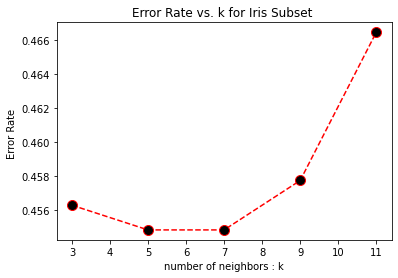 Error Rate vs. k for Iris Subset
0.466
0.464
0.462
0.460
0.458
0.456
Error Rate
3 4 5 6 7 8 9 10 11
number of neighbors : k